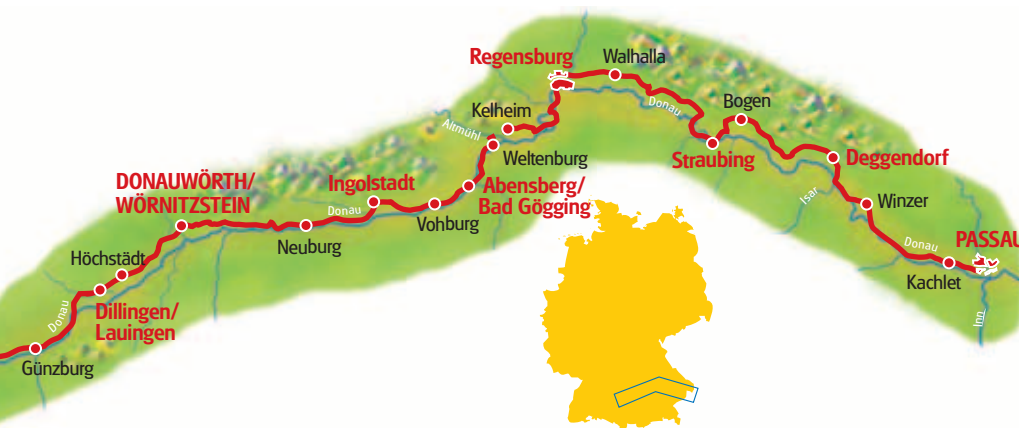 Regensburg
Walhalla
Donau
Bogen
Kelheim
Altmühl
Weltenburg
Straubing
Deggendorf
DONAUWÖRTH/
WÖRNITZSTEIN
Ingolstadt
Abensberg/
Bad Gögging
Isar
Winzer
Donau
Vohburg
Neuburg
Donau
PASSAU
Höchstädt
Kachlet
Dillingen/
Lauingen
Donau
Inn
Günzburg